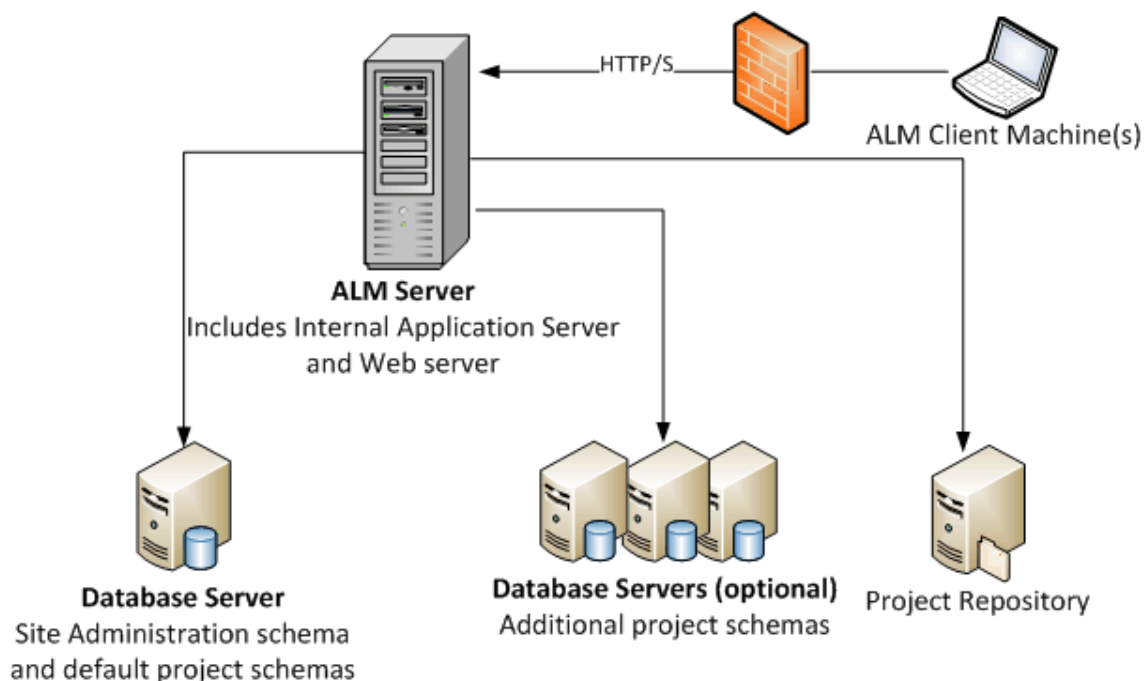 HTTP/S
ALM Client Machine(s)
ALM Server
Includes Internal Application Server
and Web server
Database Server
Site Administration schema
and default project schemas
Database Servers (optional)
Additional project schemas
Project Repository